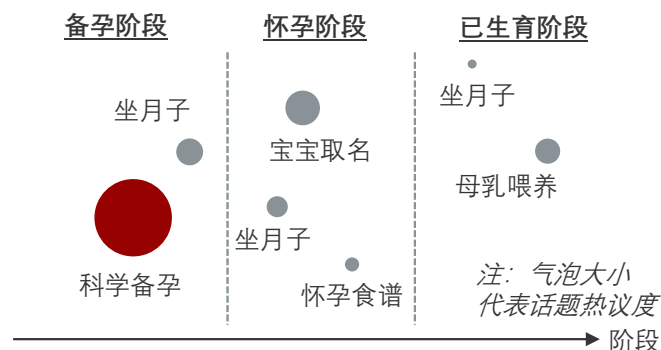 备孕阶段
怀孕阶段
已生育阶段
坐月子
科学备孕
宝宝取名
坐月子
怀孕食谱
坐月子
母乳喂养
注：气泡大小
代表话题热议度
阶段